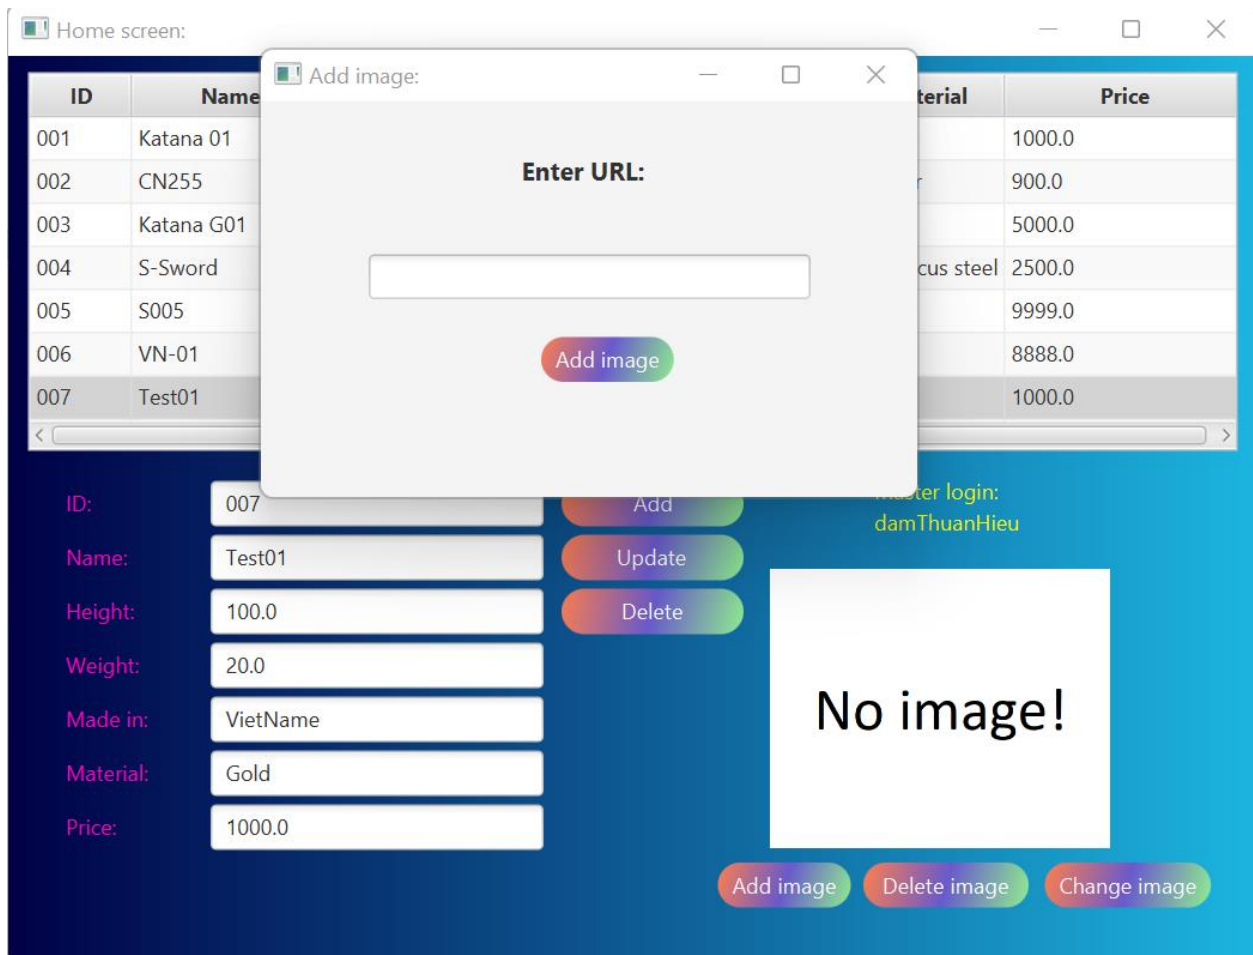 Home screen:
Add image:
ID Name Price
001 Katana 01 1000.0
002 CN255 900.0
003 Katana G01 5000.0
004 S-Sword steel 2500.0
005 S005 9999.0
006 VN-01 8888.0
007 Test01 1000.0
Enter URL:
Add image
ID: 007 Add
login:
damThuanHieu
Name: Test01 Update
Height: 100.0 Delete
Weight: 20.0
Made in: VietName
Material: Gold
Price: 1000.0
No image!
Add image Delete image Change image